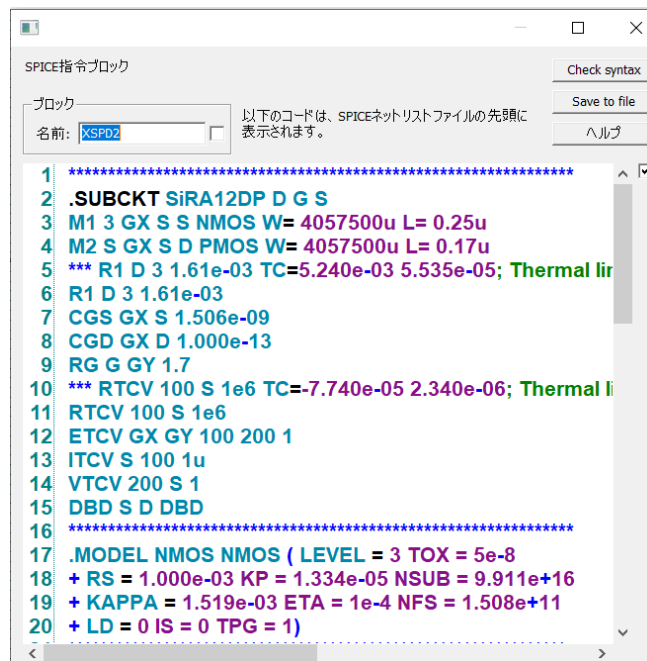 SPICE指令ブロック
Check syntax
Save to file
ヘルプ
ブロック
名前: XSPD2
以下のコードは、SPICEネットリストファイルの先頭に
表示されます。
1 *****************************************************************
2 .SUBCKT SiRA12DP D G S
3 M1 3 GX S S NMOS W= 4057500u L= 0.25u
4 M2 S GX S D PMOS W= 4057500u L= 0.17u
5 *** R1 D 3 1.61e-03 TC=5.240e-03 5.535e-05; Thermal
6 R1 D 3 1.61e-03
7 CGS GX S 1.506e-09
8 CGD GX D 1.000e-13
9 RG G GY 1.7
10 *** RTCV 100 S 1e6 TC=-7.740e-05 2.340e-06; Thermal
11 RTCV 100 S 1e6
12 ETCV GX GY 100 200 1
13 ITCV S 100 1u
14 VTCV 200 S 1
15 DBD S D DBD
16 *****************************************************************
17 .MODEL NMOS NMOS ( LEVEL = 3 TOX = 5e-8
18 + RS = 1.000e-03 KP = 1.334e-05 NSUB = 9.911e+16
19 + KAPPA = 1.519e-03 ETA = 1e-4 NFS = 1.508e+11
20 + LD = 0 IS = 0 TPG = 1)